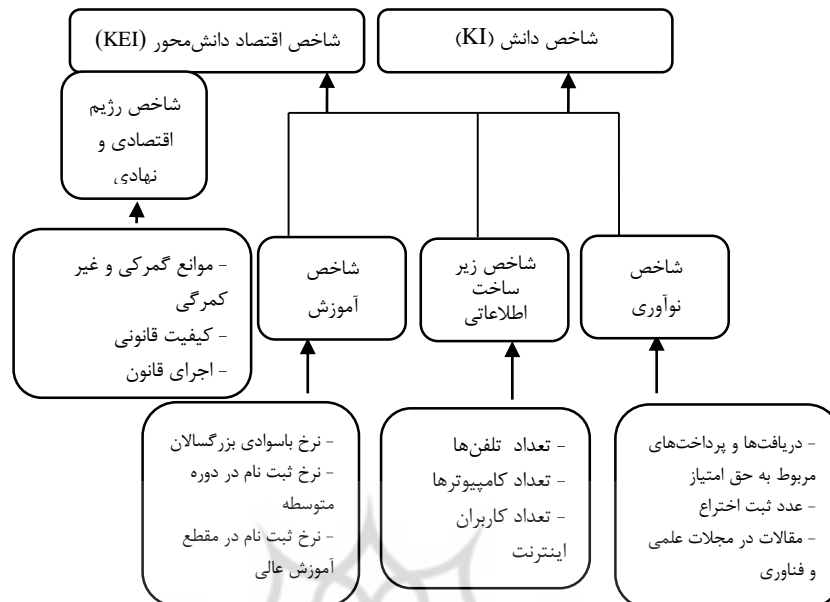 شاخص دانش (KI)
شاخص اقتصاد دانش‌محور (KEI)
شاخص رژیم
اقتصادی و
نهادی
شاخص
نوآوری
شاخص زیر
ساخت
اطلاعاتی
شاخص
آموزش
- موانع گمرکی و غیر
کمرگی
- کیفیت قانونی
- اجرای قانون
- دریافت‌ها و پرداخت‌های
مربوط به حق امتیاز
- عدد ثبت اختراع
- مقالات در مجلات علمی
و فناوری
- تعداد تلفن‌ها
- تعداد کامپیوترها
- تعداد کاربران
اینترنت
- نرخ باسوادی بزرگسالان
- نرخ ثبت نام در دوره
متوسطه
- نرخ ثبت نام در مقطع
آموزش عالی